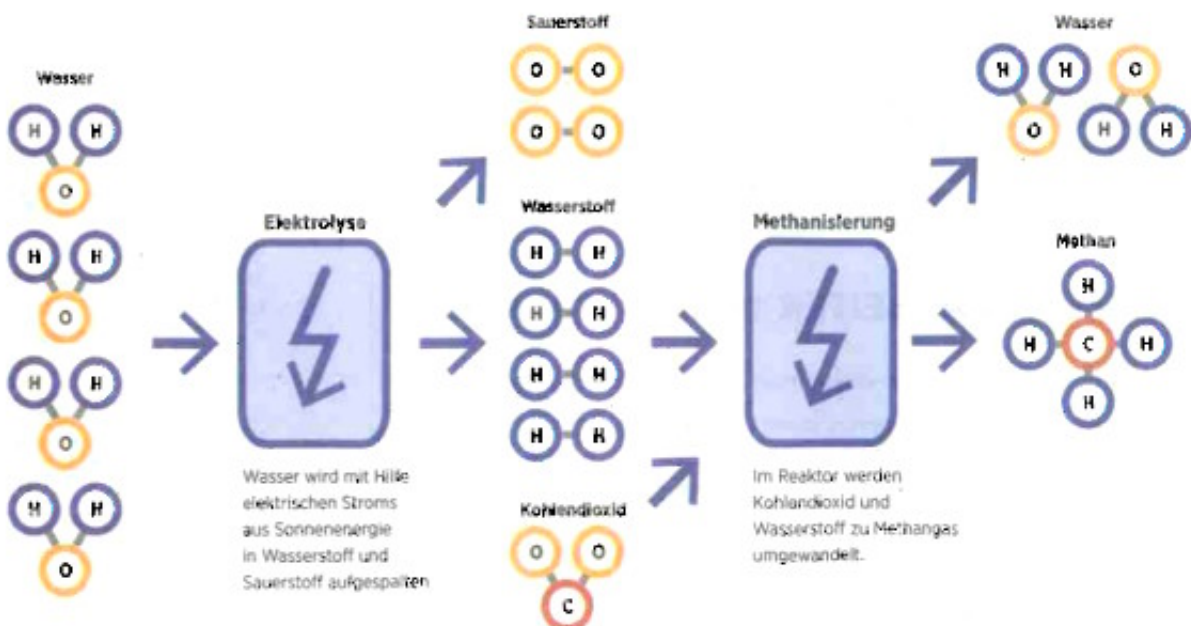 Wasser
H H
O
H H
O
H H
O
H H
O
Elektrolyse
Wasser wird mit Hilfe
elektrischen Stroms
aus Sonnenenergie
in Wasserstoff und
Sauerstoff aufgespalten
Sauerstoff
O O
O O
Wasserstoff
H H
H H
H H
H H
Kohlendioxid
O O
C
Methanisierung
Im Reaktor werden
Kohlendioxid und
Wasserstoff zu Methangas
umgewandelt.
Wasser
H H O
O H H
Methan
H
H C H
H